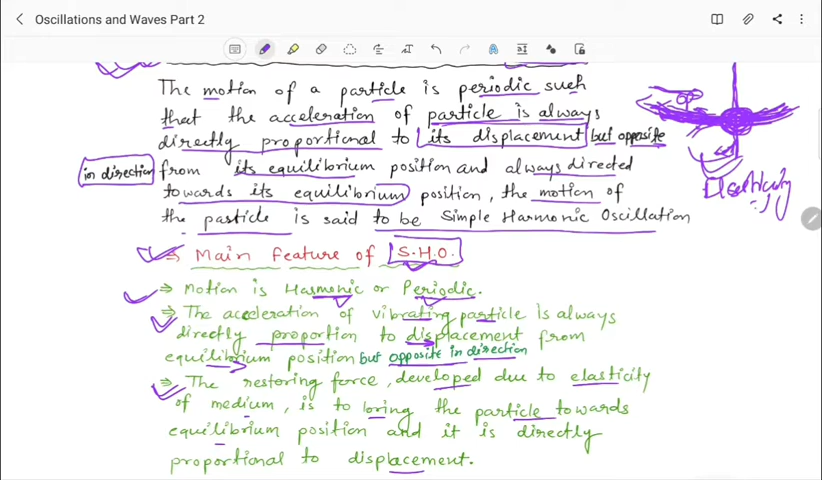 Oscillations and Waves Part 2
The motion of a particle is periodic such
that the acceleration of particle is always
directly proportional to its displacement but opposite
in direction from its equilibrium position and always directed
towards its equilibrium position, the motion of
the particle is said to be Simple Harmonic Oscillation
⇒ Main Feature of S.H.O.
⇒ Motion is Harmonic or Periodic.
⇒ The acceleration of vibrating particle is always
directly proportion to displacement from
equilibrium position but opposite in direction
⇒ The restoring force, developed due to elasticity
of medium, is to bring the particle towards
equilibrium position and it is directly
proportional to displacement.